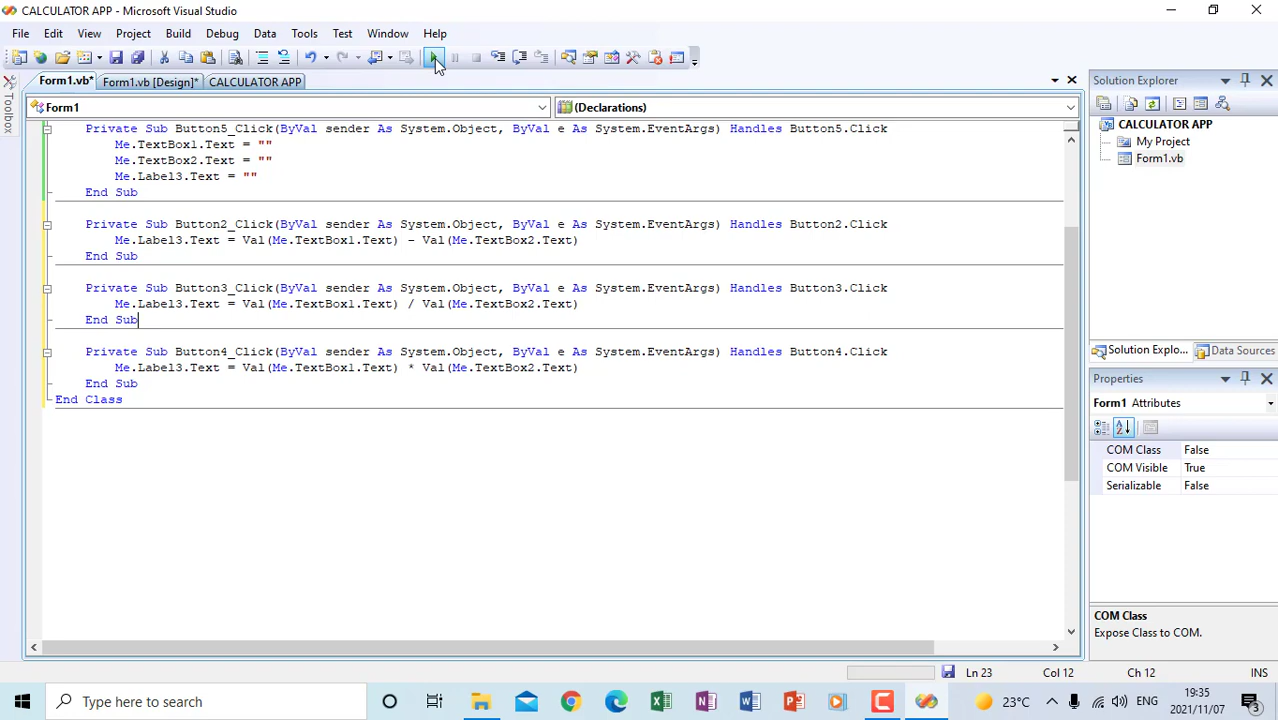 CALCULATOR APP - Microsoft Visual Studio
File Edit View Project Build Debug Data Tools Test Window Help
Form1.vb* Form1.vb [Design]* CALCULATOR APP
Toolbox
Form1 (Declarations)
Private Sub Button5_Click(ByVal sender As System.Object, ByVal e As System.EventArgs) Handles Button5.Click
Me.TextBox1.Text = ""
Me.TextBox2.Text = ""
Me.Label3.Text = ""
End Sub
Private Sub Button2_Click(ByVal sender As System.Object, ByVal e As System.EventArgs) Handles Button2.Click
Me.Label3.Text = Val(Me.TextBox1.Text) - Val(Me.TextBox2.Text)
End Sub
Private Sub Button3_Click(ByVal sender As System.Object, ByVal e As System.EventArgs) Handles Button3.Click
Me.Label3.Text = Val(Me.TextBox1.Text) / Val(Me.TextBox2.Text)
End Sub
Private Sub Button4_Click(ByVal sender As System.Object, ByVal e As System.EventArgs) Handles Button4.Click
Me.Label3.Text = Val(Me.TextBox1.Text) * Val(Me.TextBox2.Text)
End Sub
End Class
Solution Explorer
CALCULATOR APP
My Project
Form1.vb
Solution Explo... Data Sources
Properties
Form1 Attributes
COM Class False
COM Visible True
Serializable False
COM Class
Expose Class to COM.
Ln 23 Col 12 Ch 12 INS
Type here to search
23°C ENG
19:35
2021/11/07
3